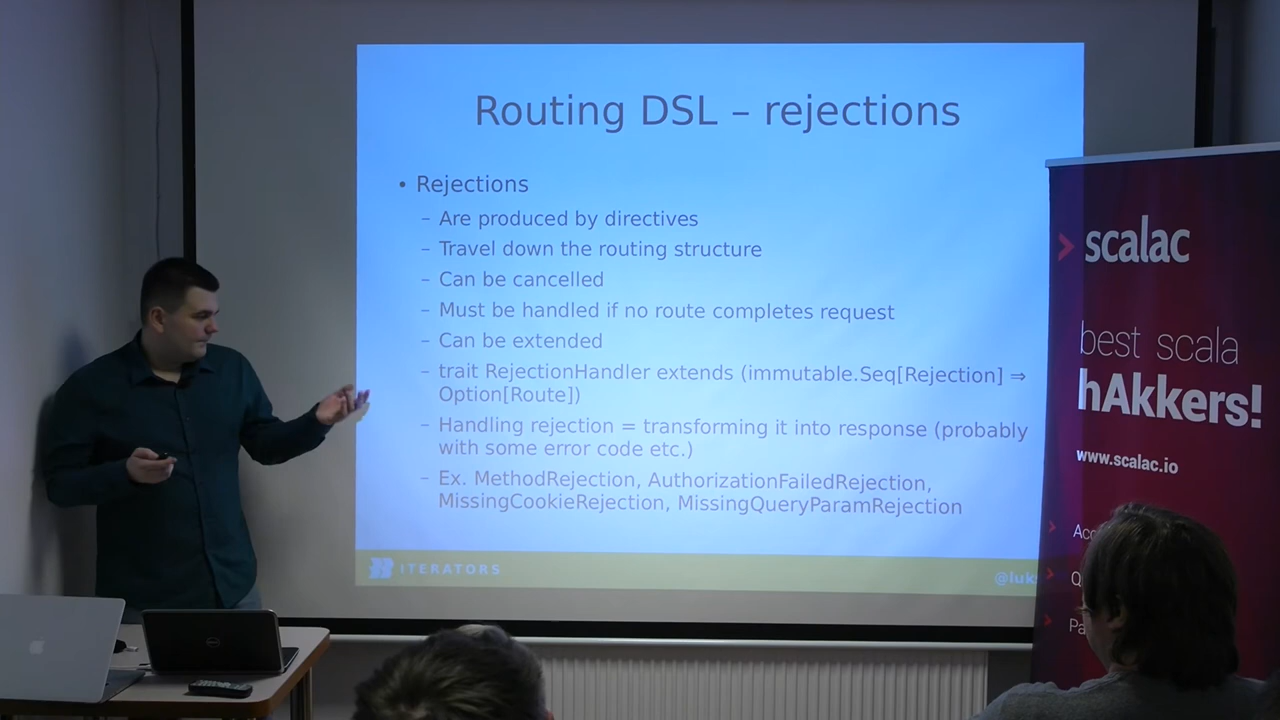 Routing DSL – rejections
• Rejections
– Are produced by directives
– Travel down the routing structure
– Can be cancelled
– Must be handled if no route completes request
– Can be extended
– trait RejectionHandler extends (immutable.Seq[Rejection] ⇒
Option[Route])
– Handling rejection = transforming it into response (probably
with some error code etc.)
– Ex. MethodRejection, AuthorizationFailedRejection,
MissingCookieRejection, MissingQueryParamRejection
ITERATORS
scalac
best scala
hAkkers!
www.scalac.io